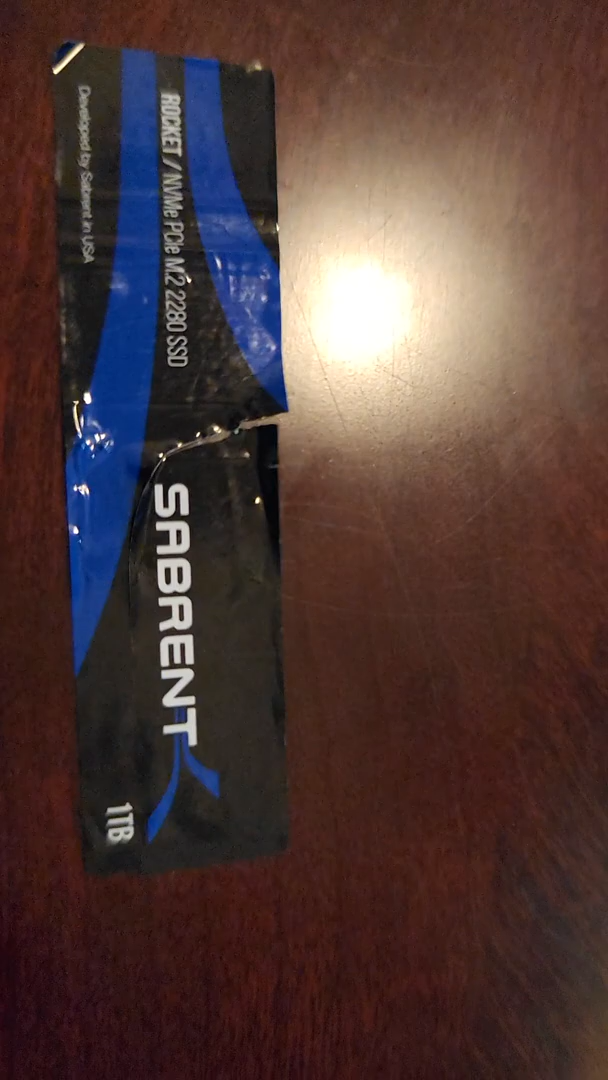 ROCKET / NVMe PCIe M.2 2280 SSD
Developed by Sabrent in USA
SABRENT
1TB